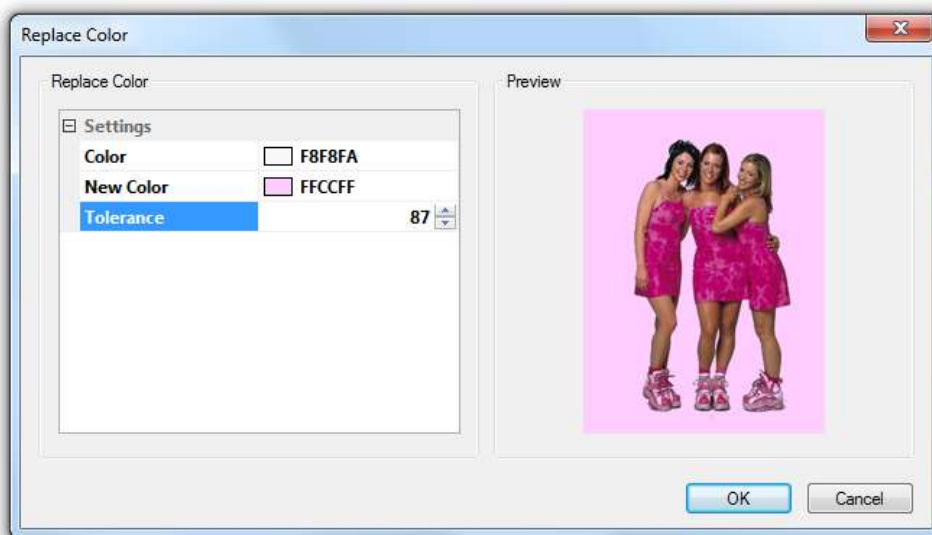 Replace Color
Replace Color
Preview
Settings
Color F8F8FA
New Color FFCCFF
Tolerance 87
OK Cancel